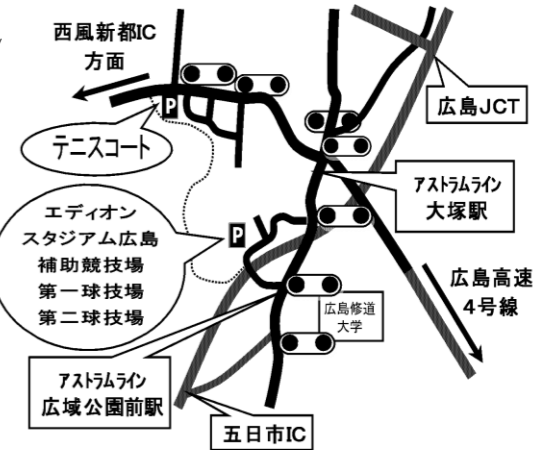 西風新都IC
方面
広島JCT
P
テニスコート
アストラムライン
大塚駅
エディオン
スタジアム広島
補助競技場
第一球技場
第二球技場
P
広島高速
4号線
広島修道
大学
アストラムライン
広域公園前駅
五日市IC